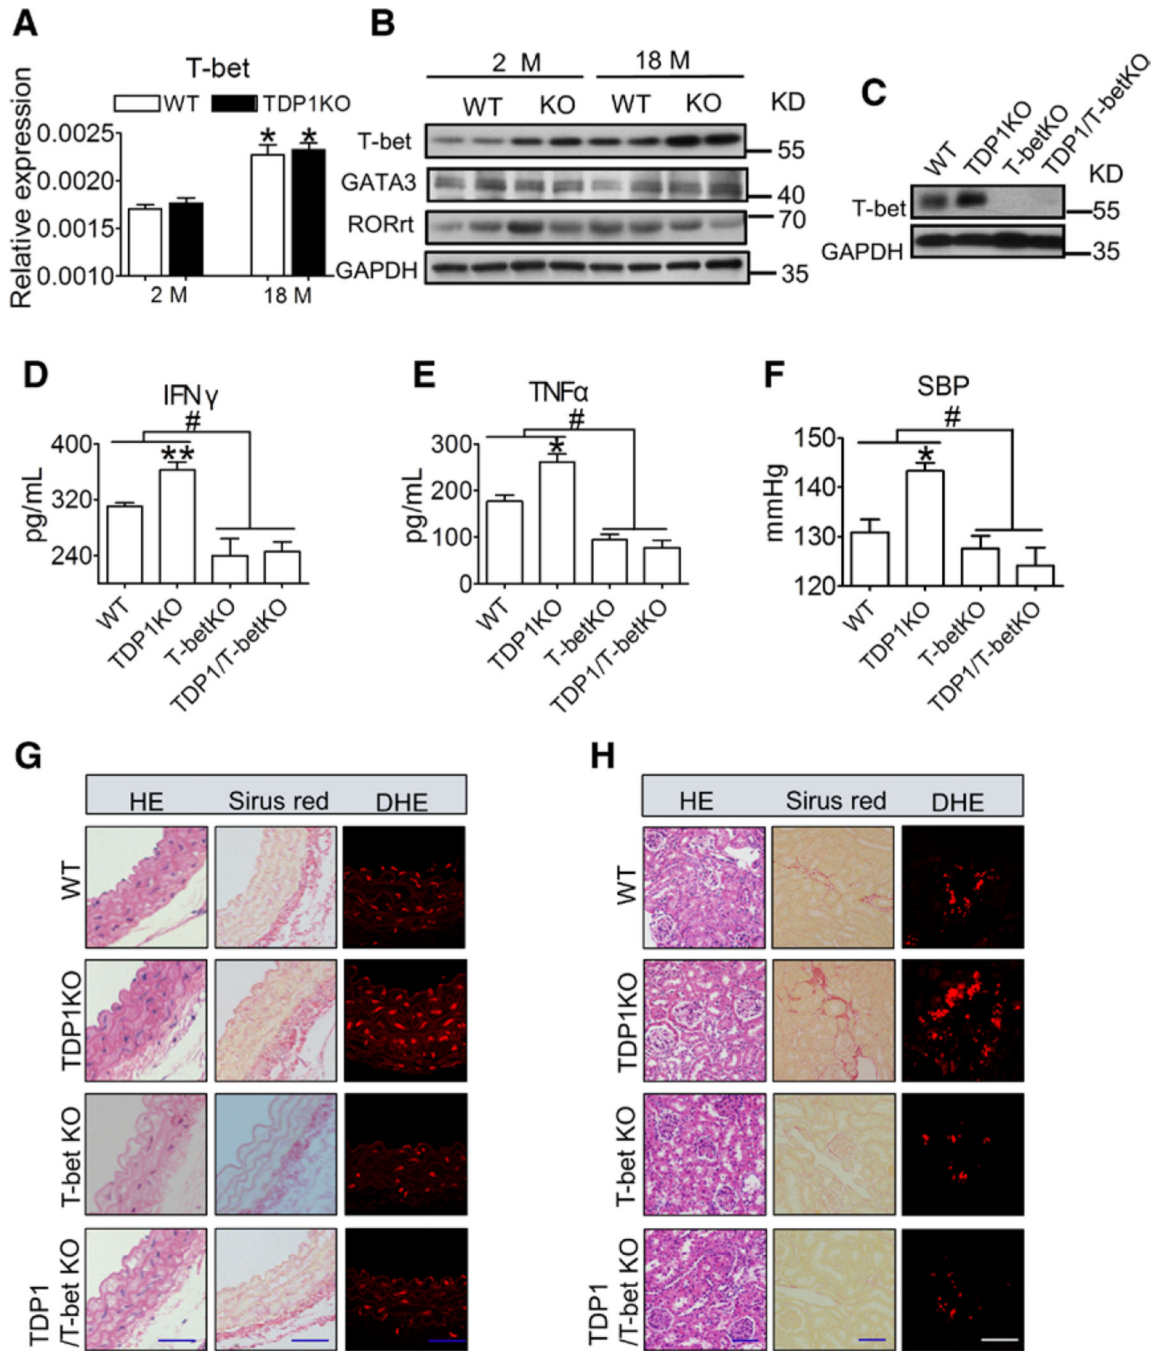 A
T-bet
WT TDP1KO
Relative expression
0.0025
0.0020
0.0015
0.0010
* *
2 M 18 M
B
2 M 18 M
WT KO WT KO KD
T-bet
55
GATA3
40
RORrt
70
GAPDH
35
C
WT TDP1KO T-betKO TDP1/T-betKO
KD
T-bet
55
GAPDH
35
D
IFN γ
#
**
pg/mL
400
320
240
WT TDP1KO T-betKO TDP1/T-betKO
E
TNFα
#
*
pg/mL
300
200
100
0
WT TDP1KO T-betKO TDP1/T-betKO
F
SBP
#
*
mmHg
150
140
130
120
WT TDP1KO T-betKO TDP1/T-betKO
G
HE Sirus red DHE
WT
TDP1KO
T-bet KO
TDP1
/T-bet KO
H
HE Sirus red DHE
WT
TDP1KO
T-bet KO
TDP1
/T-bet KO